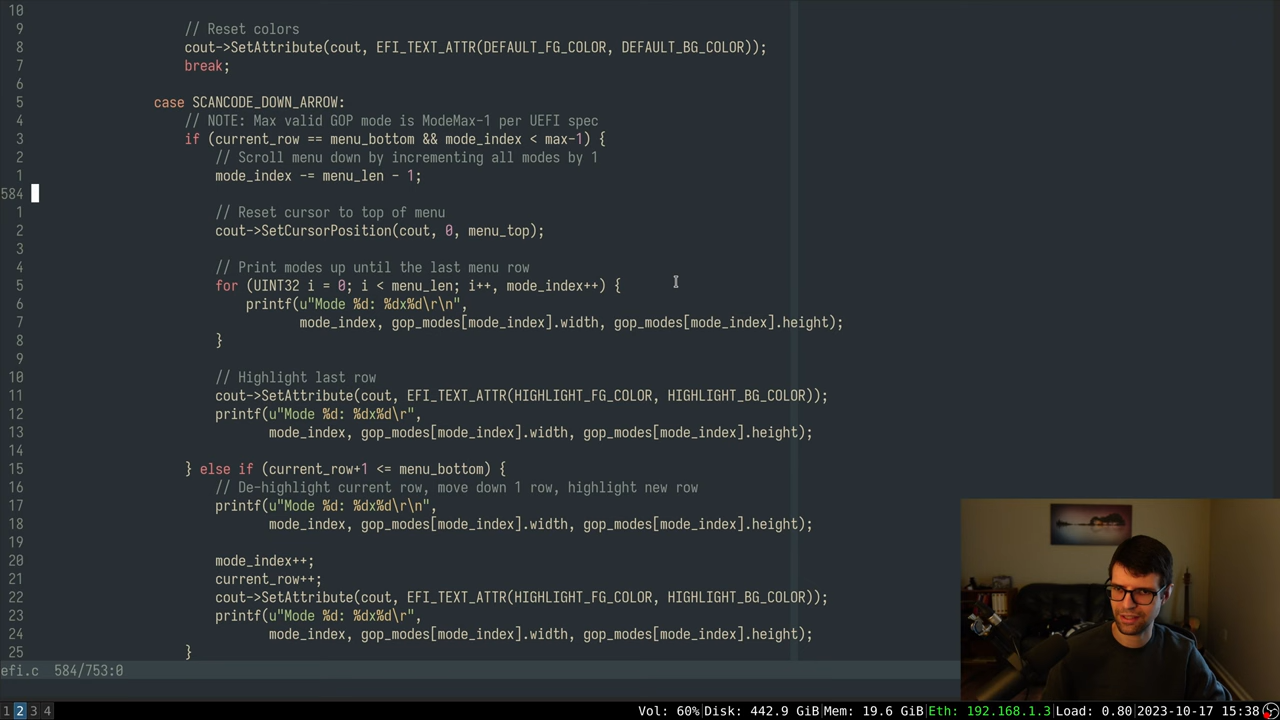 10
9 // Reset colors
8 cout->SetAttribute(cout, EFI_TEXT_ATTR(DEFAULT_FG_COLOR, DEFAULT_BG_COLOR));
7 break;
6
5 case SCANCODE_DOWN_ARROW:
4 // NOTE: Max valid GOP mode is ModeMax-1 per UEFI spec
3 if (current_row == menu_bottom && mode_index < max-1) {
2 // Scroll menu down by incrementing all modes by 1
1 mode_index -= menu_len - 1;
584
1 // Reset cursor to top of menu
2 cout->SetCursorPosition(cout, 0, menu_top);
3
4 // Print modes up until the last menu row
5 for (UINT32 i = 0; i < menu_len; i++, mode_index++) {
6 printf(u"Mode %d: %dx%d\r\n",
7 mode_index, gop_modes[mode_index].width, gop_modes[mode_index].height);
8 }
9
10 // Highlight last row
11 cout->SetAttribute(cout, EFI_TEXT_ATTR(HIGHLIGHT_FG_COLOR, HIGHLIGHT_BG_COLOR));
12 printf(u"Mode %d: %dx%d\r",
13 mode_index, gop_modes[mode_index].width, gop_modes[mode_index].height);
14
15 } else if (current_row+1 <= menu_bottom) {
16 // De-highlight current row, move down 1 row, highlight new row
17 printf(u"Mode %d: %dx%d\r\n",
18 mode_index, gop_modes[mode_index].width, gop_modes[mode_index].height);
19
20 mode_index++;
21 current_row++;
22 cout->SetAttribute(cout, EFI_TEXT_ATTR(HIGHLIGHT_FG_COLOR, HIGHLIGHT_BG_COLOR));
23 printf(u"Mode %d: %dx%d\r",
24 mode_index, gop_modes[mode_index].width, gop_modes[mode_index].height);
25 }
efi.c 584/753:0
1 2 3 4 Vol: 60%|Disk: 442.9 GiB|Mem: 19.6 GiB|Eth: 192.168.1.3|Load: 0.80 2023-10-17 15:38